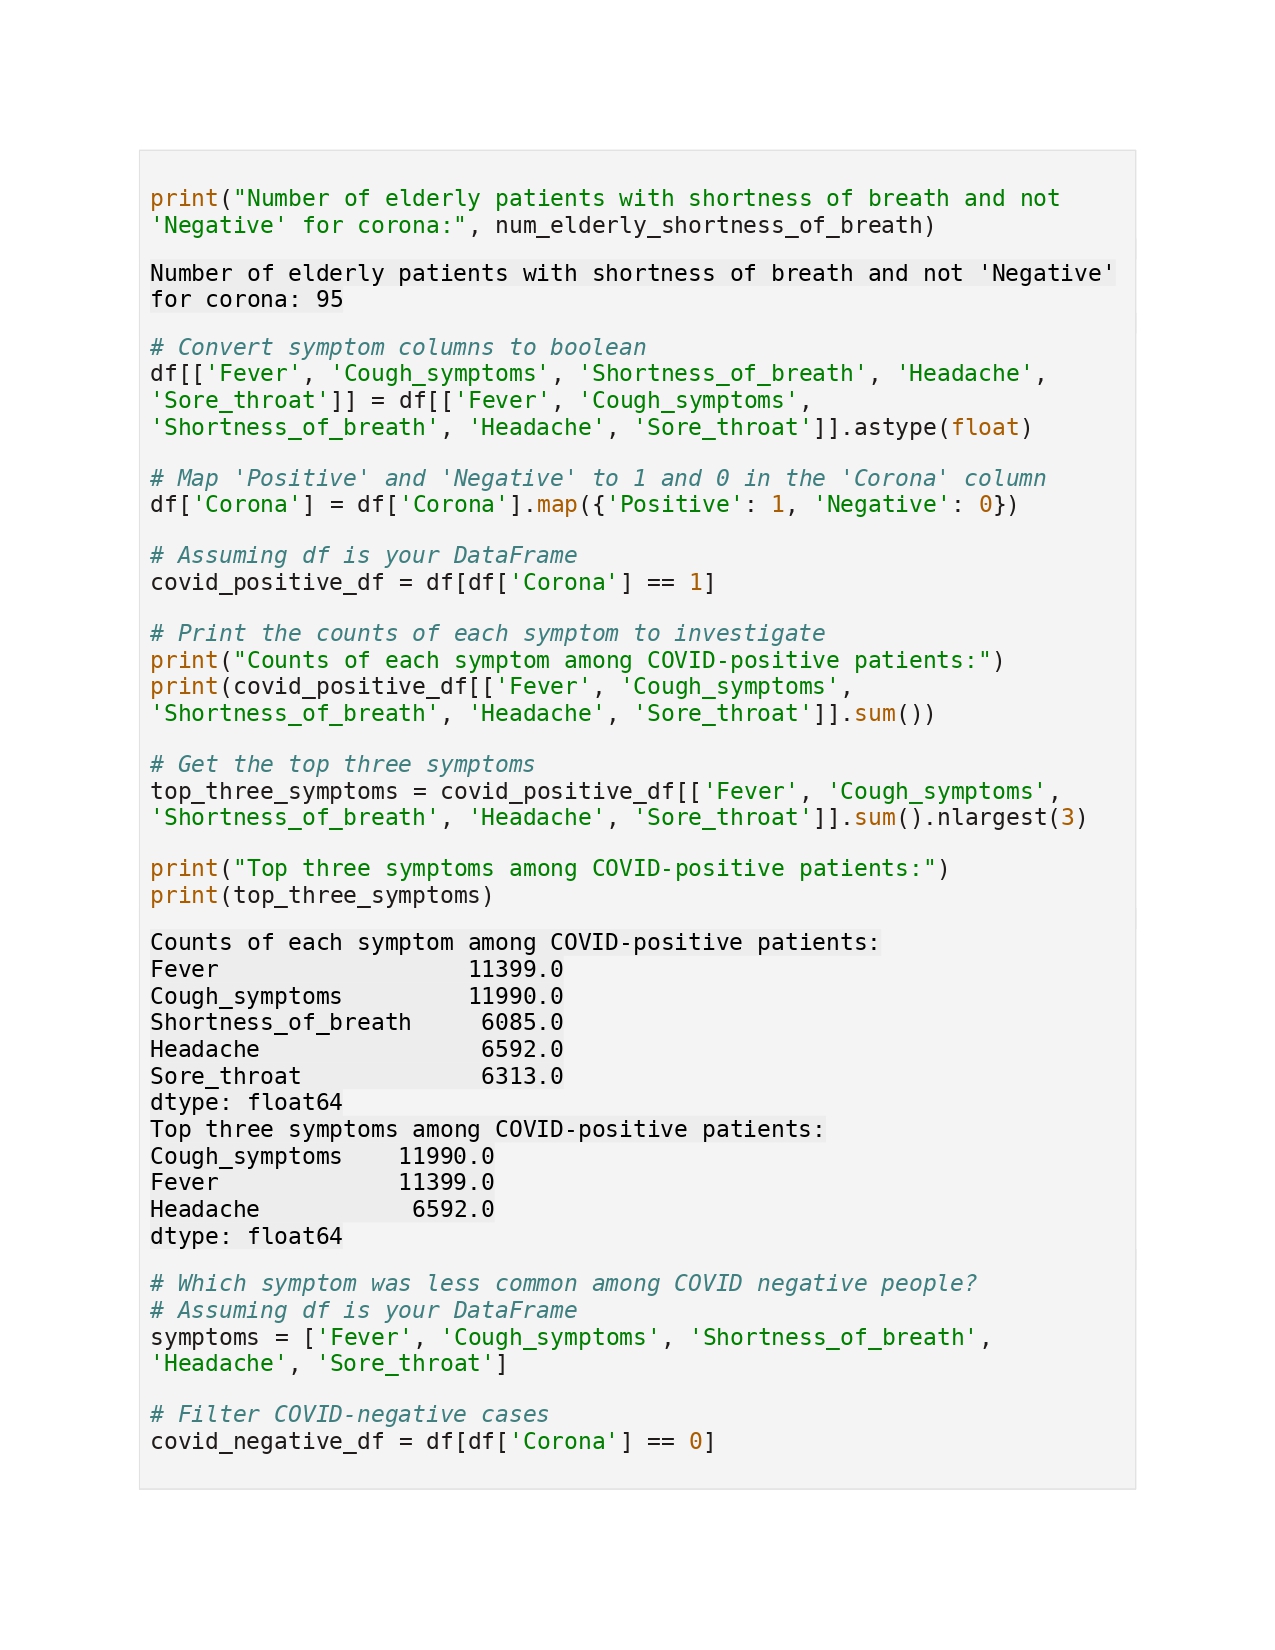 print("Number of elderly patients with shortness of breath and not
'Negative' for corona:", num_elderly_shortness_of_breath)
Number of elderly patients with shortness of breath and not 'Negative'
for corona: 95
# Convert symptom columns to boolean
df[['Fever', 'Cough_symptoms', 'Shortness_of_breath', 'Headache',
'Sore_throat']] = df[['Fever', 'Cough_symptoms',
'Shortness_of_breath', 'Headache', 'Sore_throat']].astype(float)
# Map 'Positive' and 'Negative' to 1 and 0 in the 'Corona' column
df['Corona'] = df['Corona'].map({'Positive': 1, 'Negative': 0})
# Assuming df is your DataFrame
covid_positive_df = df[df['Corona'] == 1]
# Print the counts of each symptom to investigate
print("Counts of each symptom among COVID-positive patients:")
print(covid_positive_df[['Fever', 'Cough_symptoms',
'Shortness_of_breath', 'Headache', 'Sore_throat']].sum())
# Get the top three symptoms
top_three_symptoms = covid_positive_df[['Fever', 'Cough_symptoms',
'Shortness_of_breath', 'Headache', 'Sore_throat']].sum().nlargest(3)
print("Top three symptoms among COVID-positive patients:")
print(top_three_symptoms)
Counts of each symptom among COVID-positive patients:
Fever                  11399.0
Cough_symptoms         11990.0
Shortness_of_breath     6085.0
Headache                6592.0
Sore_throat             6313.0
dtype: float64
Top three symptoms among COVID-positive patients:
Cough_symptoms    11990.0
Fever             11399.0
Headache           6592.0
dtype: float64
# Which symptom was less common among COVID negative people?
# Assuming df is your DataFrame
symptoms = ['Fever', 'Cough_symptoms', 'Shortness_of_breath',
'Headache', 'Sore_throat']
# Filter COVID-negative cases
covid_negative_df = df[df['Corona'] == 0]